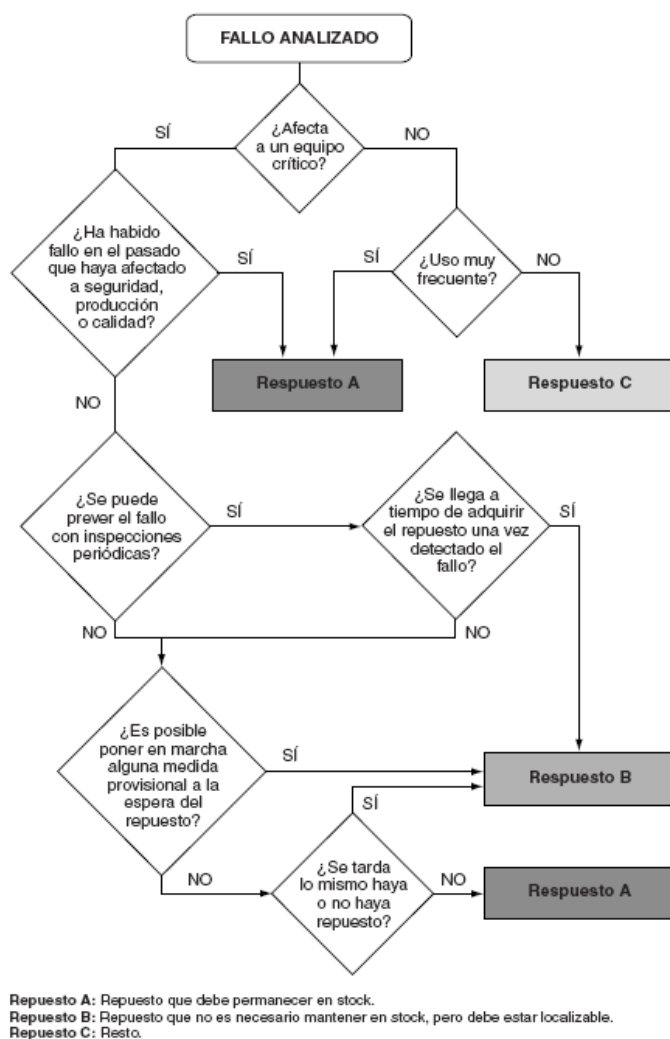 FALLO ANALIZADO
¿Afecta
a un equipo
crítico?
SÍ
NO
¿Ha habido
fallo en el pasado
que haya afectado
a seguridad,
producción
o calidad?
SÍ
SÍ
¿Uso muy
frecuente?
NO
Respuesto A
Respuesto C
NO
¿Se puede
prever el fallo
con inspecciones
periódicas?
SÍ
¿Se llega a
tiempo de adquirir
el repuesto una vez
detectado el
fallo?
SÍ
NO
NO
¿Es posible
poner en marcha
alguna medida
provisional a la
espera del
repuesto?
SÍ
Respuesto B
SÍ
NO
¿Se tarda
lo mismo haya
o no haya
repuesto?
NO
Respuesto A
Repuesto A: Repuesto que debe permanecer en stock.
Repuesto B: Repuesto que no es necesario mantener en stock, pero debe estar localizable.
Repuesto C: Resto.